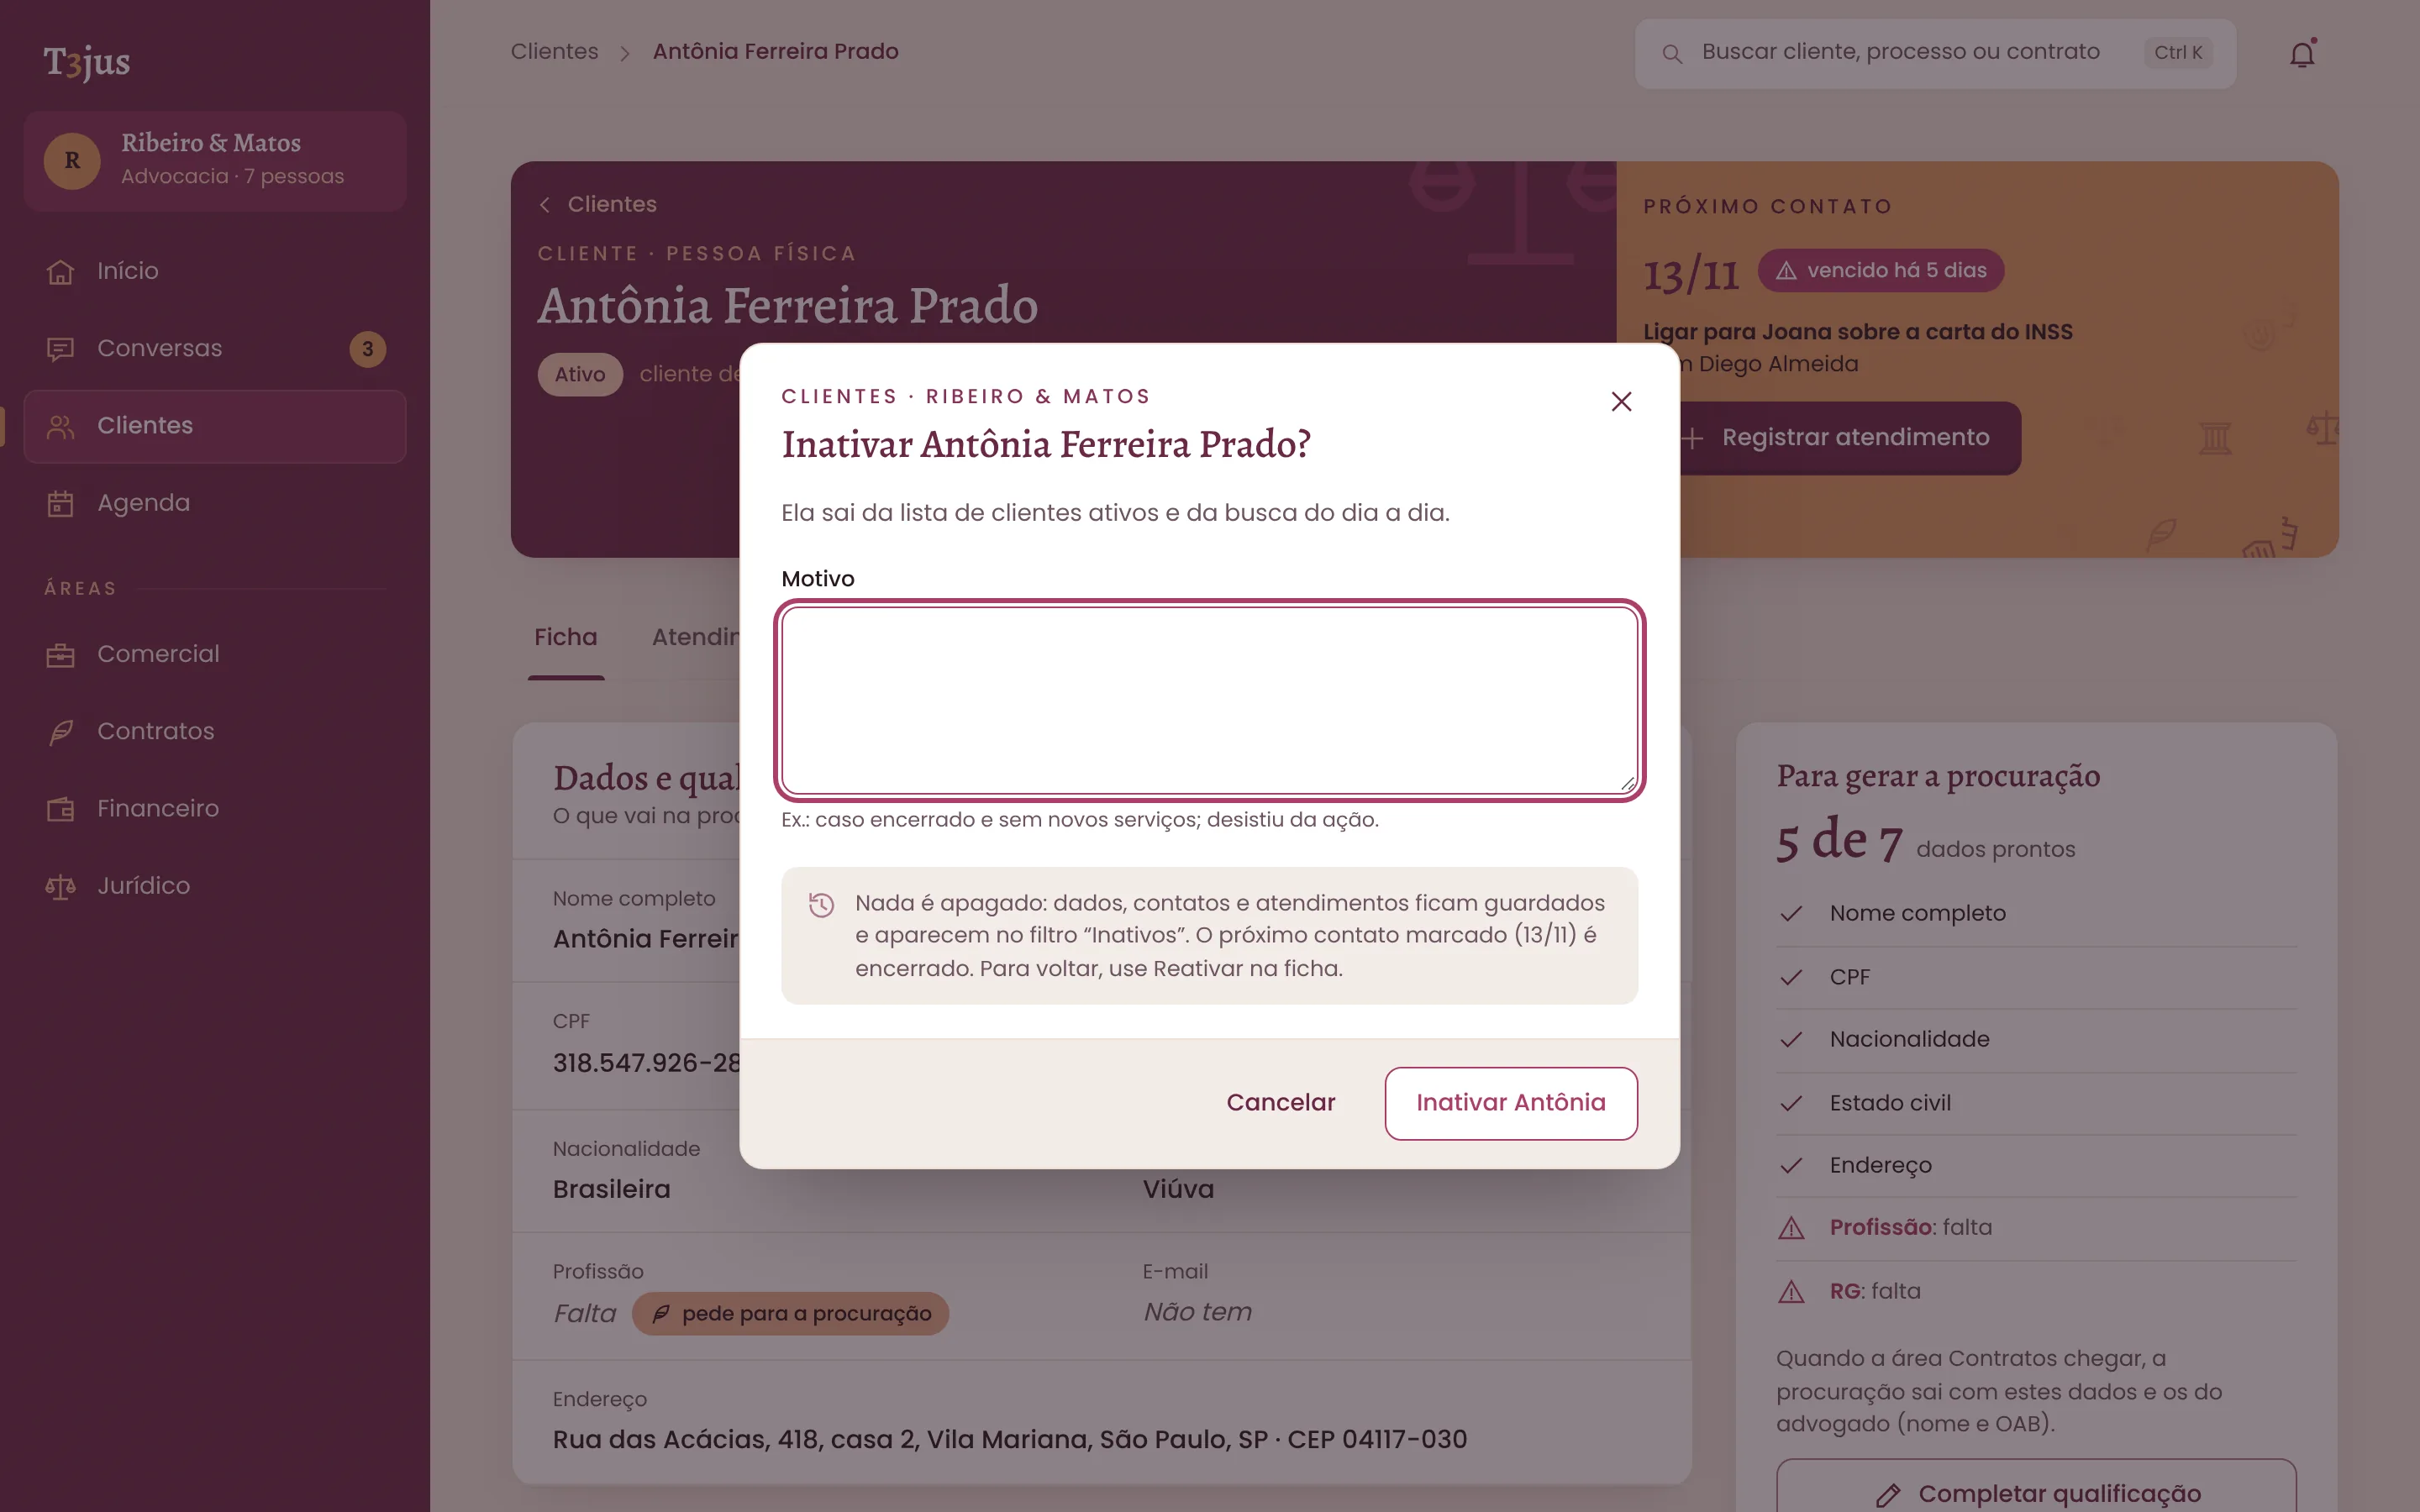 T3jus
R
Ribeiro & Matos
Advocacia · 7 pessoas
Início
Conversas
3
Clientes
Agenda
ÁREAS
Comercial
Contratos
Financeiro
Jurídico
Clientes
Antônia Ferreira Prado
Buscar cliente, processo ou contrato
Ctrl K
Clientes
CLIENTE · PESSOA FÍSICA
Antônia Ferreira Prado
Ativo
cliente
PRÓXIMO CONTATO
13/11
vencido há 5 dias
Ligar para Joana sobre a carta do INSS
Diego Almeida
Registrar atendimento
CLIENTES · RIBEIRO & MATOS
Inativar Antônia Ferreira Prado?
Ela sai da lista de clientes ativos e da busca do dia a dia.
Motivo
Ex.: caso encerrado e sem novos serviços; desistiu da ação.
Nada é apagado: dados, contatos e atendimentos ficam guardados
e aparecem no filtro “Inativos”. O próximo contato marcado (13/11) é
encerrado. Para voltar, use Reativar na ficha.
Cancelar
Inativar Antônia
Ficha
Dados e
O que vai na
Nome completo
Antônia
CPF
318.547.926-28
Nacionalidade
Brasileira
Viúva
Profissão
Falta
pede para a procuração
E-mail
Não tem
Endereço
Rua das Acácias, 418, casa 2, Vila Mariana, São Paulo, SP · CEP 04117-030
Para gerar a procuração
5 de 7 dados prontos
Nome completo
CPF
Nacionalidade
Estado civil
Endereço
Profissão: falta
RG: falta
Quando a área Contratos chegar, a
procuração sai com estes dados e os do
advogado (nome e OAB).
Completar qualificação